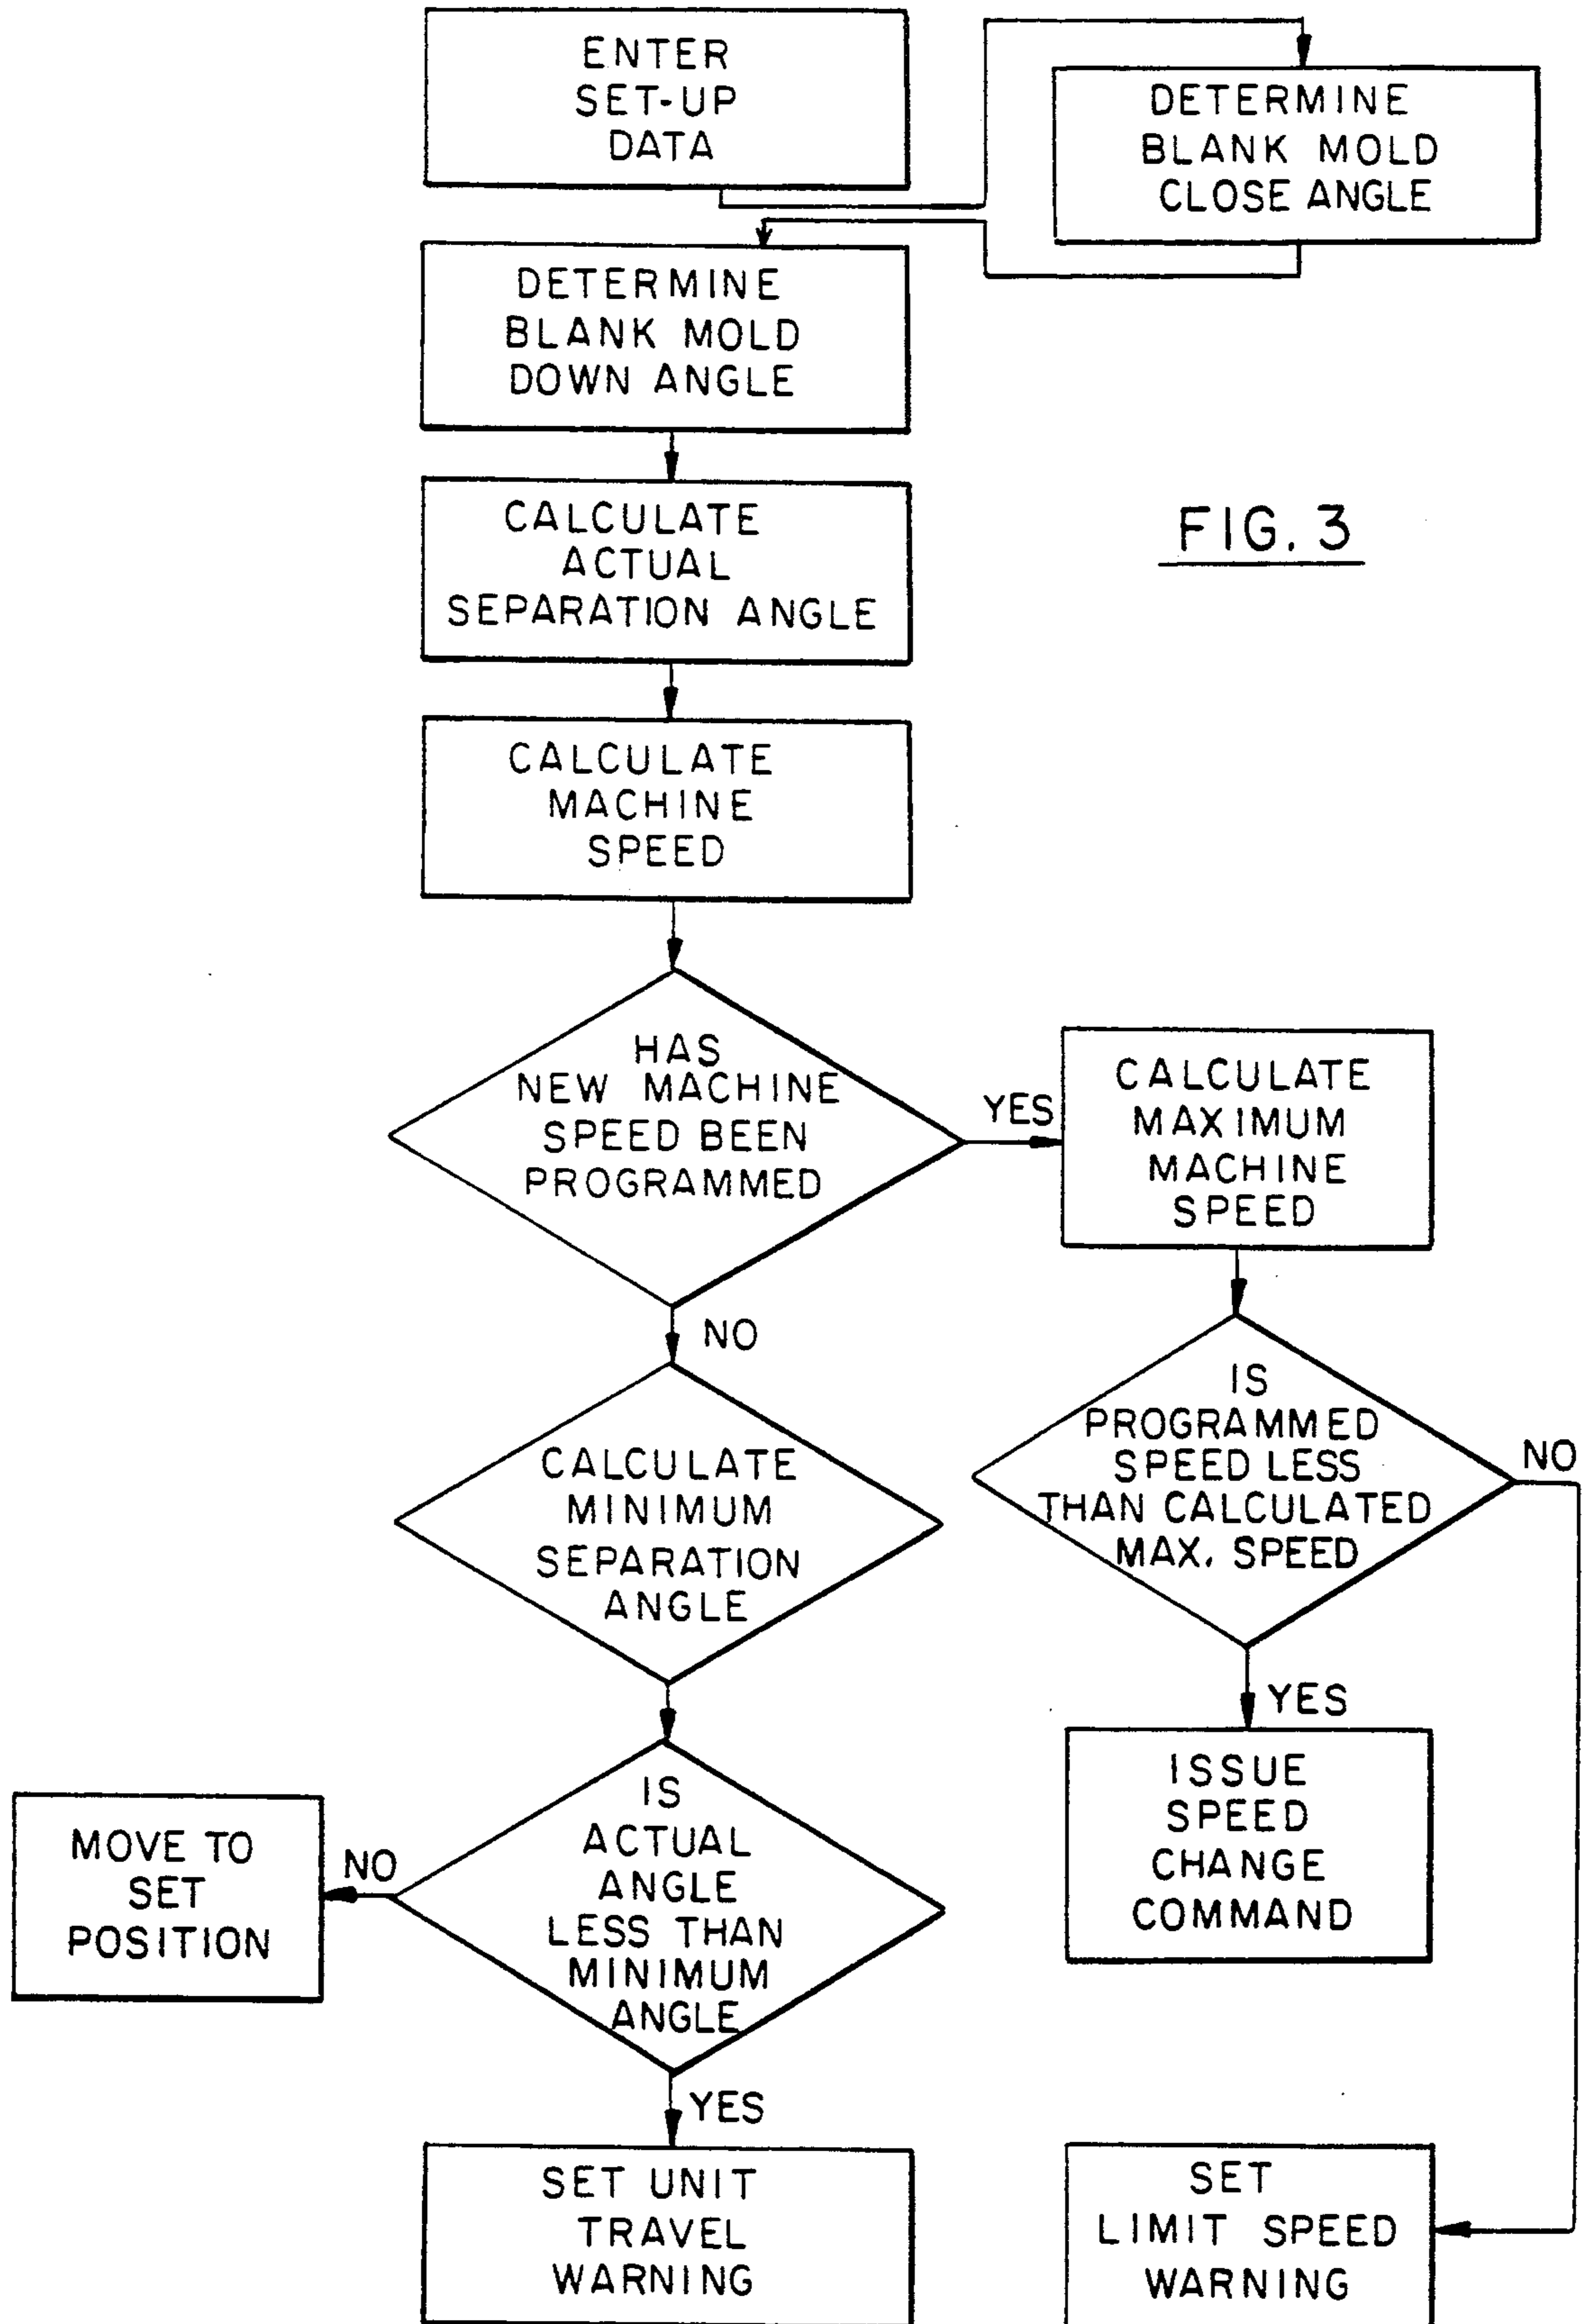 ENTER
SET-UP
DATA
DETERMINE
BLANK MOLD
CLOSE ANGLE
DETERMINE
BLANK MOLD
DOWN ANGLE
CALCULATE
ACTUAL
SEPARATION ANGLE
FIG. 3
CALCULATE
MACHINE
SPEED
HAS
NEW MACHINE
SPEED BEEN
PROGRAMMED
YES
CALCULATE
MAXIMUM
MACHINE
SPEED
NO
IS
PROGRAMMED
SPEED LESS
THAN CALCULATED
MAX. SPEED
NO
CALCULATE
MINIMUM
SEPARATION
ANGLE
YES
ISSUE
SPEED
CHANGE
COMMAND
IS
ACTUAL
ANGLE
LESS THAN
MINIMUM
ANGLE
NO
MOVE TO
SET
POSITION
YES
SET UNIT
TRAVEL
WARNING
SET
LIMIT SPEED
WARNING